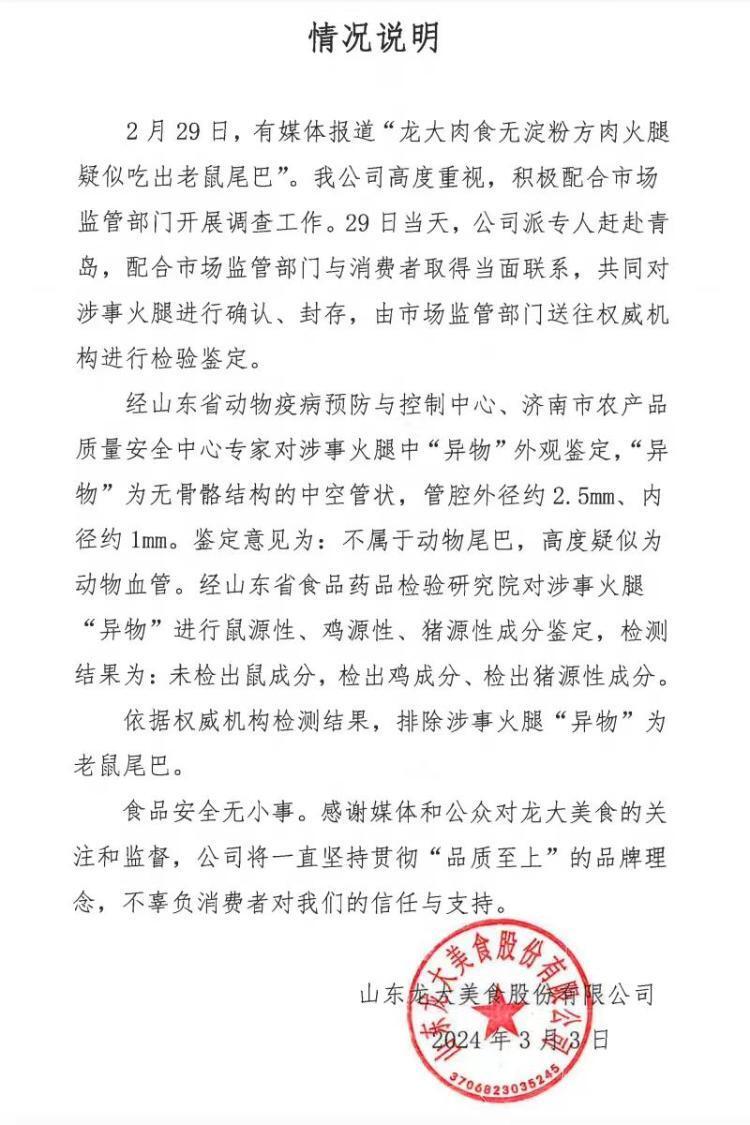 情况说明
2月29日，有媒体报道“龙大肉食无淀粉方肉火腿
疑似吃出老鼠尾巴”。我公司高度重视，积极配合市场
监管部门开展调查工作。29日当天，公司派专人赶赴青
岛，配合市场监管部门与消费者取得当面联系，共同对
涉事火腿进行确认、封存，由市场监管部门送往权威机
构进行检验鉴定。
经山东省动物疫病预防与控制中心、济南市农产品
质量安全中心专家对涉事火腿中“异物”外观鉴定，“异
物”为无骨骼结构的中空管状，管腔外径约2.5mm、内
径约1mm。鉴定意见为：不属于动物尾巴，高度疑似为
动物血管。经山东省食品药品检验研究院对涉事火腿
“异物”进行鼠源性、鸡源性、猪源性成分鉴定，检测
结果为：未检出鼠成分，检出鸡成分、检出猪源性成分。
依据权威机构检测结果，排除涉事火腿“异物”为
老鼠尾巴。
食品安全无小事。感谢媒体和公众对龙大美食的关
注和监督，公司将一直坚持贯彻“品质至上”的品牌理
念，不辜负消费者对我们的信任与支持。
山东龙大美食股份有限公司
2024年3月3日
山东龙大美食股份有限公司
3706823035245